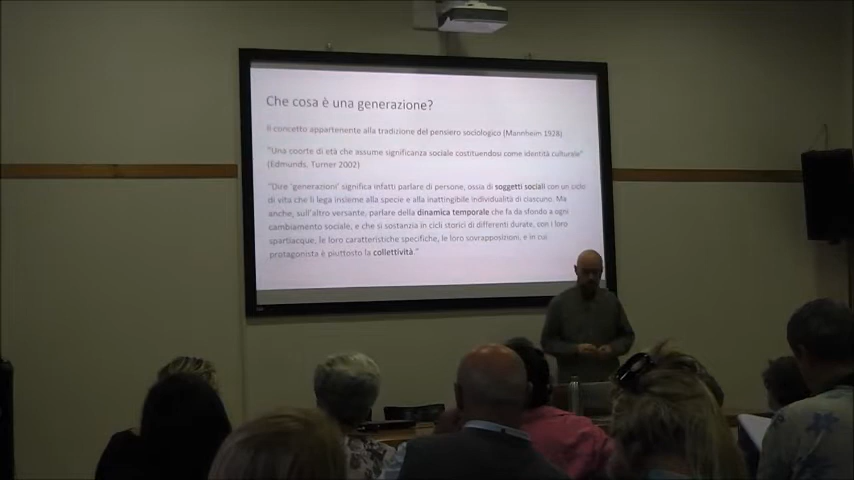 Che cosa è una generazione?
Il concetto appartenente alla tradizione del pensiero sociologico (Mannheim 1928)
"Una coorte di età che assume significanza sociale costituendosi come identità culturale"
(Edmunds, Turner 2002)
"Dire 'generazioni' significa infatti parlare di persone, ossia di soggetti sociali con un ciclo
di vita che li lega insieme alla specie e alla inattingibile individualità di ciascuno. Ma
anche, sull'altro versante, parlare della dinamica temporale che fa da sfondo a ogni
cambiamento sociale, e che si sostanzia in cicli storici di differenti durate, con i loro
spartiacque, le loro caratteristiche specifiche, le loro sovrapposizioni, e in cui
protagonista è piuttosto la collettività."